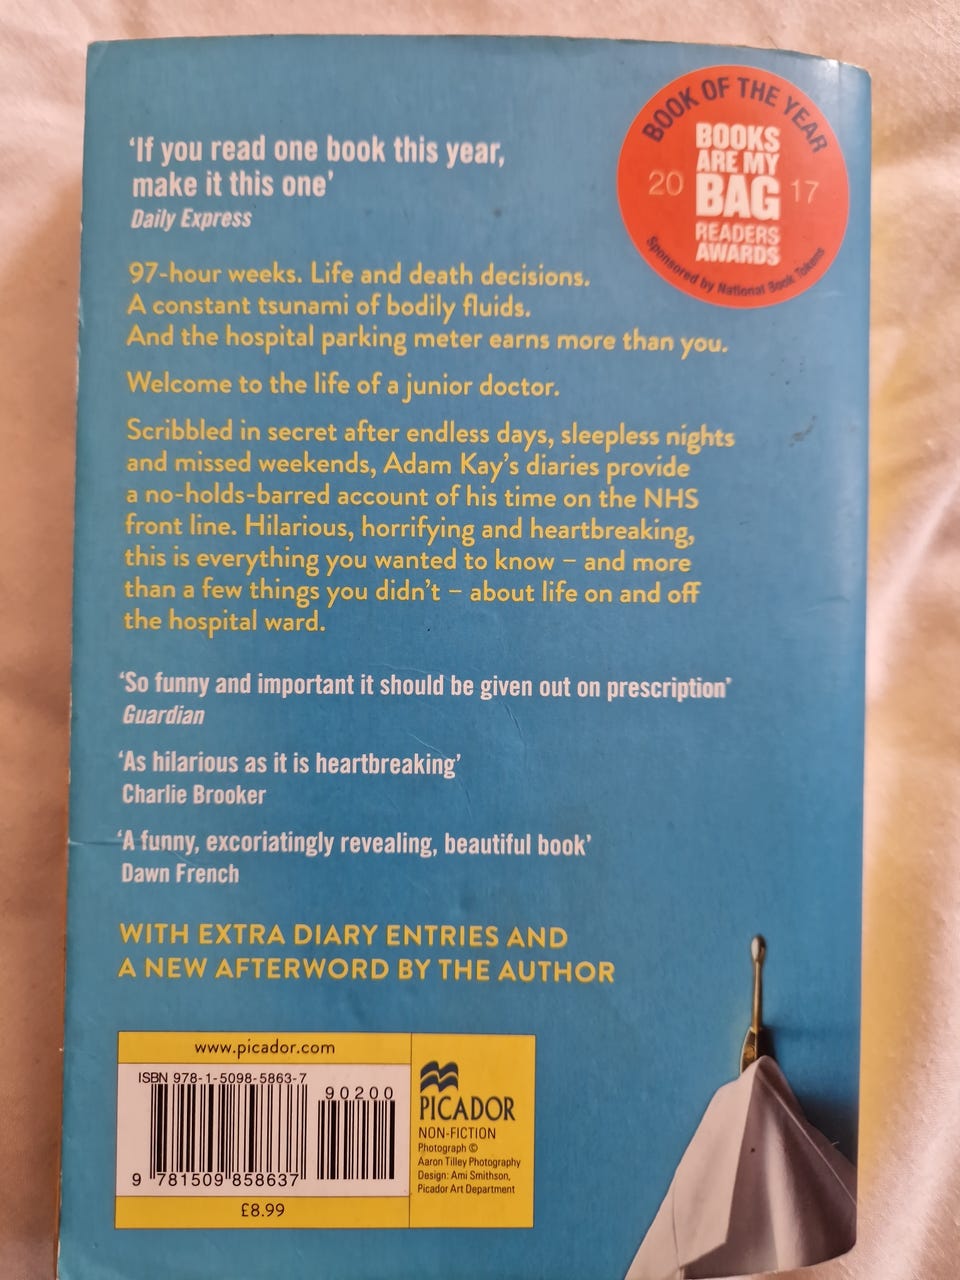 ‘If you read one book this year,
make it this one’
Daily Express
BOOK OF THE YEAR
2017
BOOKS
ARE MY
BAG
READERS
AWARDS
Sponsored by National Book Tokens
97-hour weeks. Life and death decisions.
A constant tsunami of bodily fluids.
And the hospital parking meter earns more than you.
Welcome to the life of a junior doctor.
Scribbled in secret after endless days, sleepless nights
and missed weekends, Adam Kay’s diaries provide
a no-holds-barred account of his time on the NHS
front line. Hilarious, horrifying and heartbreaking,
this is everything you wanted to know – and more
than a few things you didn’t – about life on and off
the hospital ward.
‘So funny and important it should be given out on prescription’
Guardian
‘As hilarious as it is heartbreaking’
Charlie Brooker
‘A funny, excoriatingly revealing, beautiful book’
Dawn French
WITH EXTRA DIARY ENTRIES AND
A NEW AFTERWORD BY THE AUTHOR
www.picador.com
ISBN 978-1-5098-5863-7
90200
9 781509 858637
£8.99
PICADOR
NON-FICTION
Photograph ©
Aaron Tilley Photography
Design: Ami Smithson,
Picador Art Department